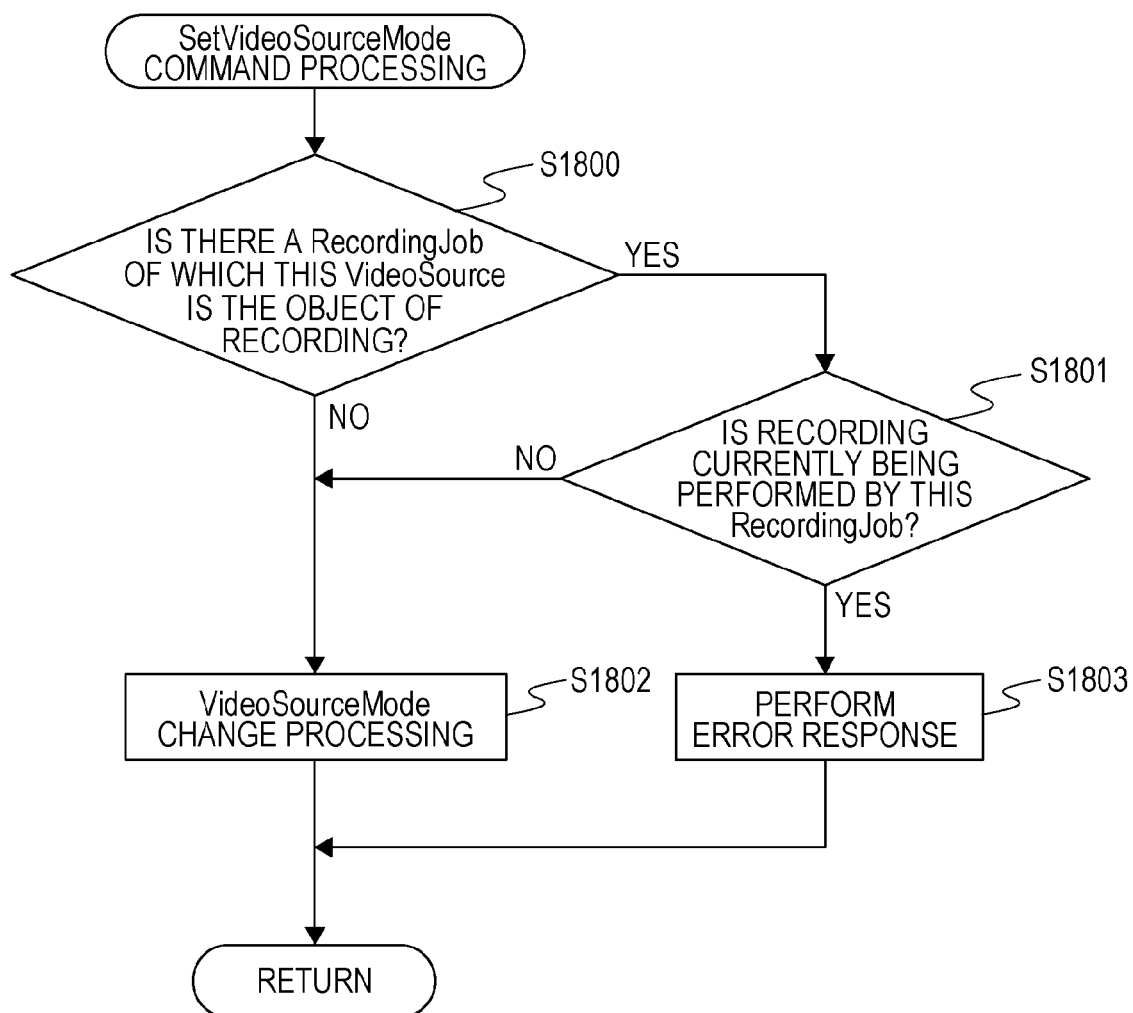 SetVideoSourceMode
COMMAND PROCESSING
S1800
IS THERE A RecordingJob
OF WHICH THIS VideoSource
IS THE OBJECT OF
RECORDING?
YES
NO
S1801
IS RECORDING
CURRENTLY BEING
PERFORMED BY THIS
RecordingJob?
NO
YES
VideoSourceMode
CHANGE PROCESSING
S1802
PERFORM
ERROR RESPONSE
S1803
RETURN